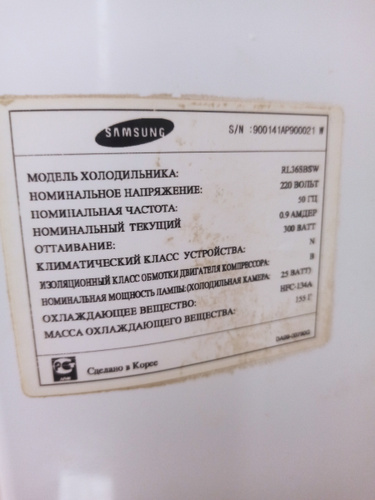 SAMSUNG
S/N :900141AP900021 W
МОДЕЛЬ ХОЛОДИЛЬНИКА: RL36SBSW
НОМИНАЛЬНОЕ НАПРЯЖЕНИЕ: 220 ВОЛЬТ
НОМИНАЛЬНАЯ ЧАСТОТА: 50 ГЦ
НОМИНАЛЬНЫЙ ТЕКУЩИЙ 0.9 АМПЕР
ОТТАИВАНИЕ: 300 ВАТТ
КЛИМАТИЧЕСКИЙ КЛАСС УСТРОЙСТВА: N
ИЗОЛЯЦИОННЫЙ КЛАСС ОБМОТКИ ДВИГАТЕЛЯ КОМПРЕССОРА: B
НОМИНАЛЬНАЯ МОЩНОСТЬ ЛАМПЫ:(ХОЛОДИЛЬНАЯ КАМЕРА: 25 ВАТТ)
ОХЛАЖДАЮЩЕЕ ВЕЩЕСТВО: HFC-134A
МАССА ОХЛАЖДАЮЩЕГО ВЕЩЕСТВА: 155 Г
Сделано в Корее